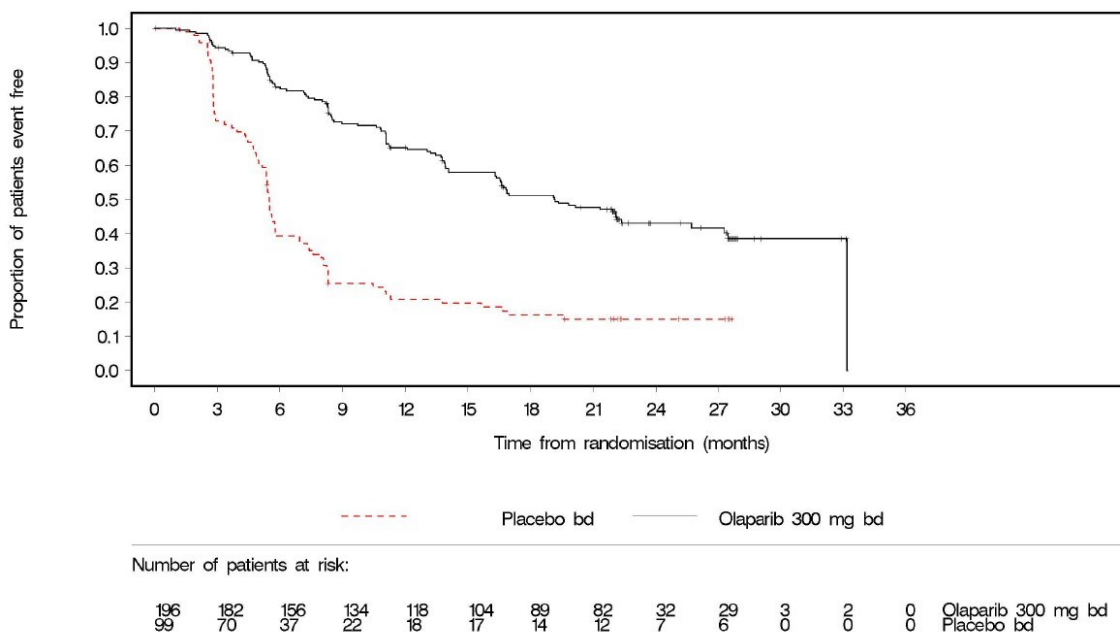 Proportion of patients event free
1.0
0.9
0.8
0.7
0.6
0.5
0.4
0.3
0.2
0.1
0.0
0 3 6 9 12 15 18 21 24 27 30 33 36
Time from randomisation (months)
Placebo bd Olaparib 300 mg bd
Number of patients at risk:
196 182 156 134 118 104 89 82 32 29 3 2 0 Olaparib 300 mg bd
99 70 37 22 18 17 14 12 7 6 0 0 0 Placebo bd